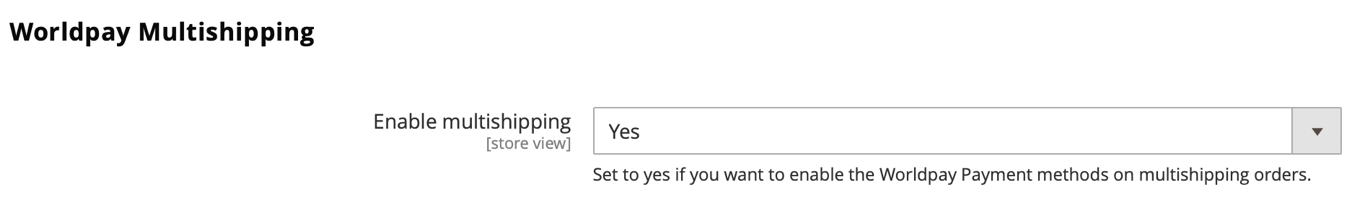 Worldpay Multishipping
Enable multishipping
Yes
[store view]
Set to yes if you want to enable the Worldpay Payment methods on multishipping orders.